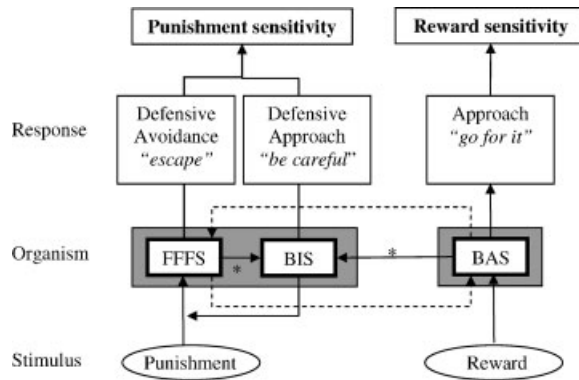 Punishment sensitivity
Reward sensitivity
Response
Defensive
Avoidance
"escape"
Defensive
Approach
"be careful"
Approach
"go for it"
Organism
FFFS
*
BIS
*
BAS
Stimulus
Punishment
Reward